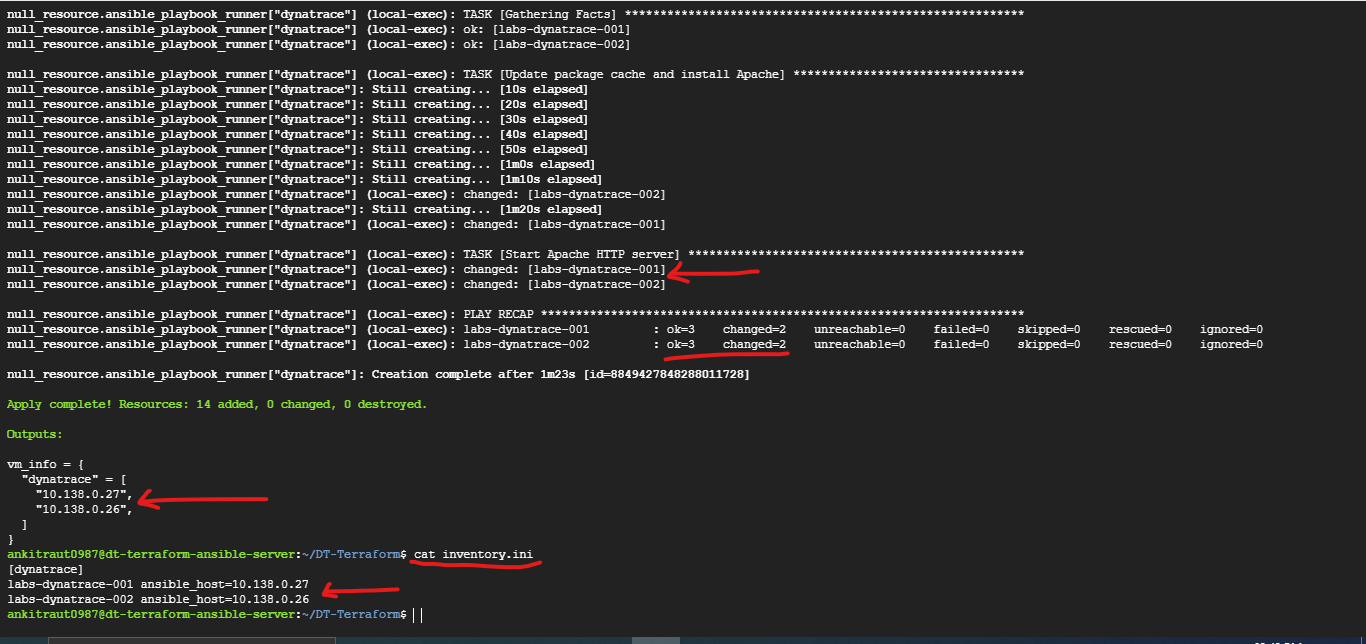 null_resource.ansible_playbook_runner["dynatrace"] (local-exec): TASK [Gathering Facts] *********************************************************
null_resource.ansible_playbook_runner["dynatrace"] (local-exec): ok: [labs-dynatrace-001]
null_resource.ansible_playbook_runner["dynatrace"] (local-exec): ok: [labs-dynatrace-002]
null_resource.ansible_playbook_runner["dynatrace"] (local-exec): TASK [Update package cache and install Apache] *********************************
null_resource.ansible_playbook_runner["dynatrace"]: Still creating... [10s elapsed]
null_resource.ansible_playbook_runner["dynatrace"]: Still creating... [20s elapsed]
null_resource.ansible_playbook_runner["dynatrace"]: Still creating... [30s elapsed]
null_resource.ansible_playbook_runner["dynatrace"]: Still creating... [40s elapsed]
null_resource.ansible_playbook_runner["dynatrace"]: Still creating... [50s elapsed]
null_resource.ansible_playbook_runner["dynatrace"]: Still creating... [1m0s elapsed]
null_resource.ansible_playbook_runner["dynatrace"]: Still creating... [1m10s elapsed]
null_resource.ansible_playbook_runner["dynatrace"] (local-exec): changed: [labs-dynatrace-002]
null_resource.ansible_playbook_runner["dynatrace"]: Still creating... [1m20s elapsed]
null_resource.ansible_playbook_runner["dynatrace"] (local-exec): changed: [labs-dynatrace-001]
null_resource.ansible_playbook_runner["dynatrace"] (local-exec): TASK [Start Apache HTTP server] ************************************************
null_resource.ansible_playbook_runner["dynatrace"] (local-exec): changed: [labs-dynatrace-001]
null_resource.ansible_playbook_runner["dynatrace"] (local-exec): changed: [labs-dynatrace-002]
null_resource.ansible_playbook_runner["dynatrace"] (local-exec): PLAY RECAP *********************************************************************
null_resource.ansible_playbook_runner["dynatrace"] (local-exec): labs-dynatrace-001 : ok=3 changed=2 unreachable=0 failed=0 skipped=0 rescued=0 ignored=0
null_resource.ansible_playbook_runner["dynatrace"] (local-exec): labs-dynatrace-002 : ok=3 changed=2 unreachable=0 failed=0 skipped=0 rescued=0 ignored=0
null_resource.ansible_playbook_runner["dynatrace"]: Creation complete after 1m23s [id=8849427848288011728]
Apply complete! Resources: 14 added, 0 changed, 0 destroyed.
Outputs:
vm_info = {
"dynatrace" = [
"10.138.0.27",
"10.138.0.26",
]
}
ankitraut0987@dt-terraform-ansible-server:~/DT-Terraform$ cat inventory.ini
[dynatrace]
labs-dynatrace-001 ansible_host=10.138.0.27
labs-dynatrace-002 ansible_host=10.138.0.26
ankitraut0987@dt-terraform-ansible-server:~/DT-Terraform$